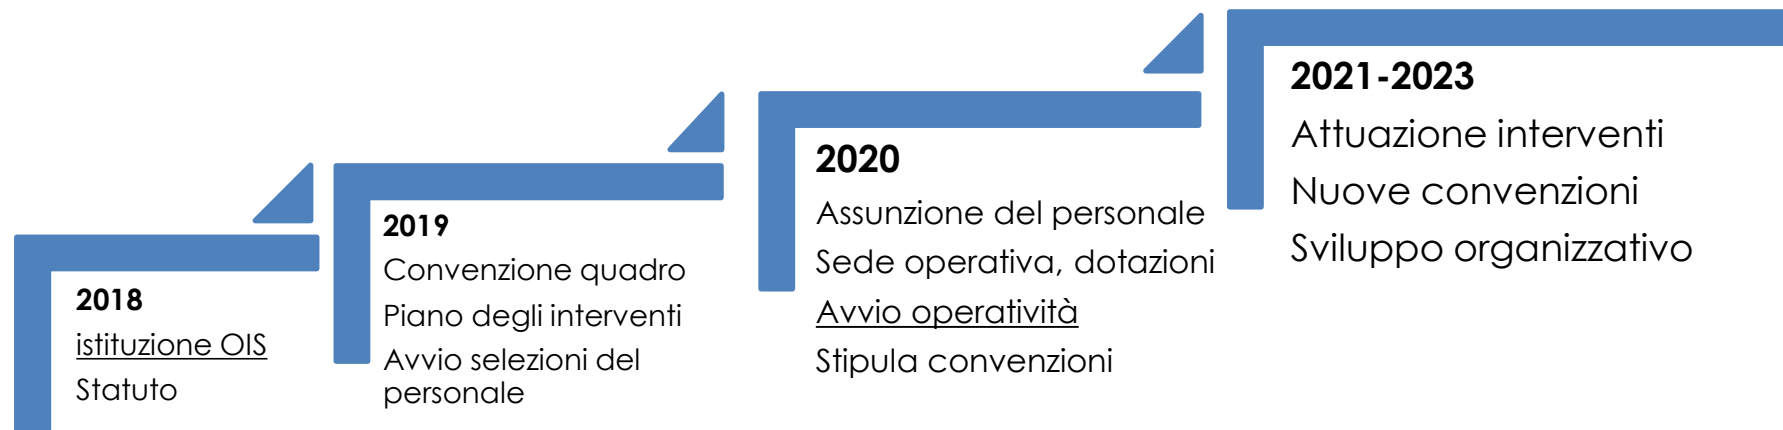 2018
istituzione OIS
Statuto
2019
Convenzione quadro
Piano degli interventi
Avvio selezioni del
personale
2020
Assunzione del personale
Sede operativa, dotazioni
Avvio operatività
Stipula convenzioni
2021-2023
Attuazione interventi
Nuove convenzioni
Sviluppo organizzativo